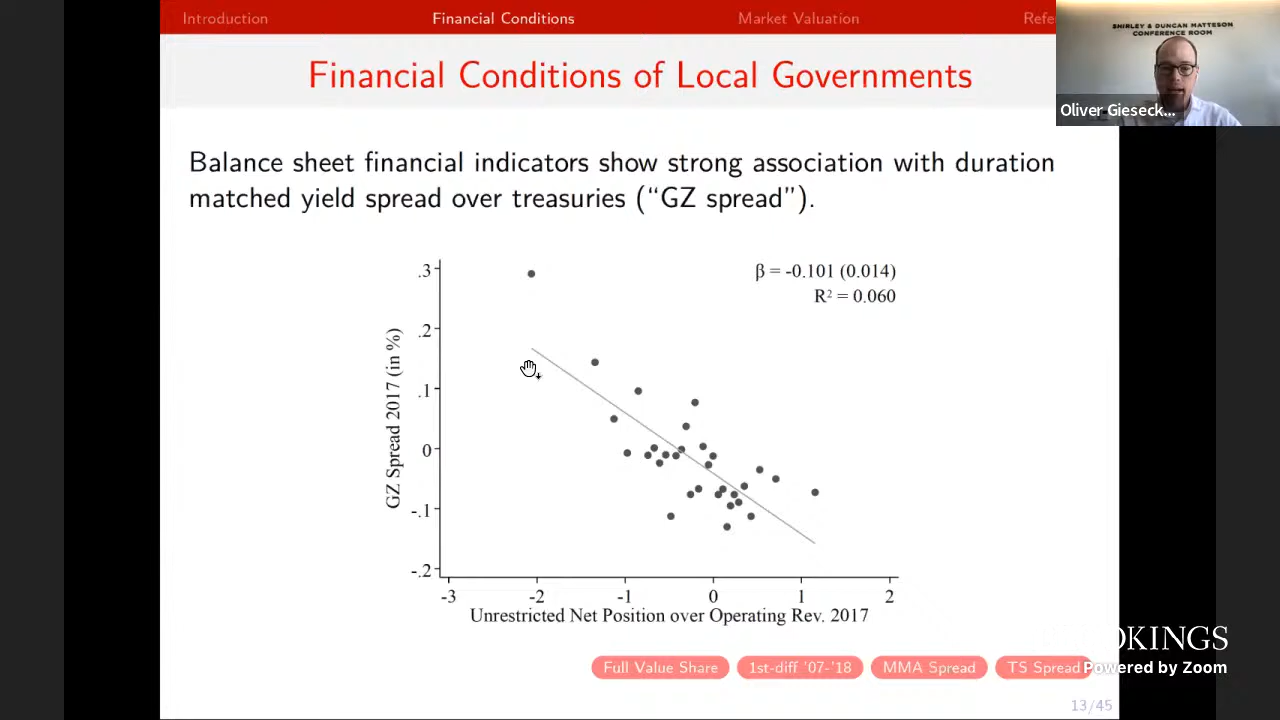 Introduction
Financial Conditions
Market Valuation
SHIRLEY & DUNCAN MATTESON
CONFERENCE ROOM
Oliver Gieseck...
Financial Conditions of Local Governments
Balance sheet financial indicators show strong association with duration
matched yield spread over treasuries (“GZ spread”).
β = -0.101 (0.014)
R² = 0.060
GZ Spread 2017 (in %)
.3
.2
.1
0
-.1
-.2
-3 -2 -1 0 1 2
Unrestricted Net Position over Operating Rev. 2017
Full Value Share
1st-diff '07-'18
MMA Spread
TS Spread
Powered by Zoom
13/45